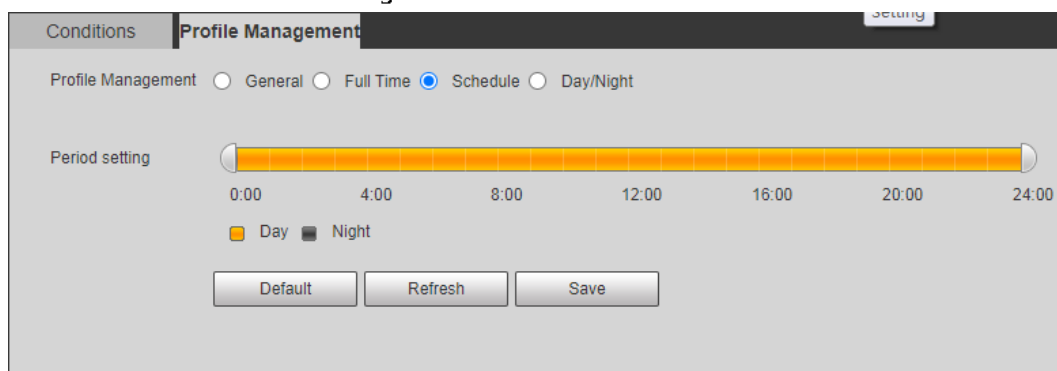 Setting
Conditions Profile Management
Profile Management General Full Time Schedule Day/Night
Period setting
0:00 4:00 8:00 12:00 16:00 20:00 24:00
Day Night
Default Refresh Save